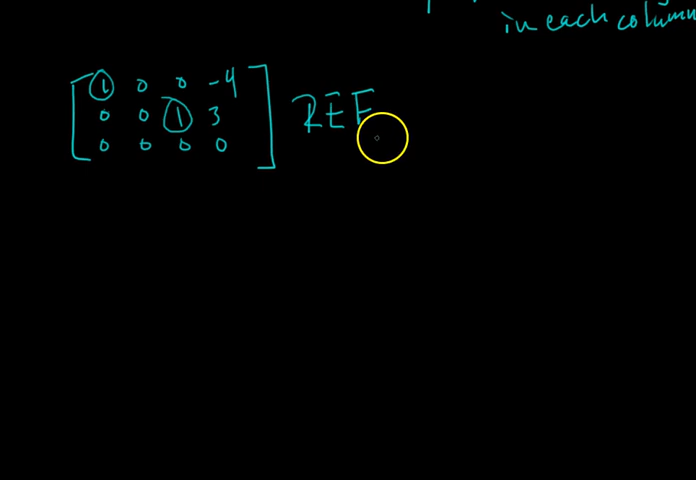 in each column
1 0 0 -4
0 0 1 3
0 0 0 0
REF